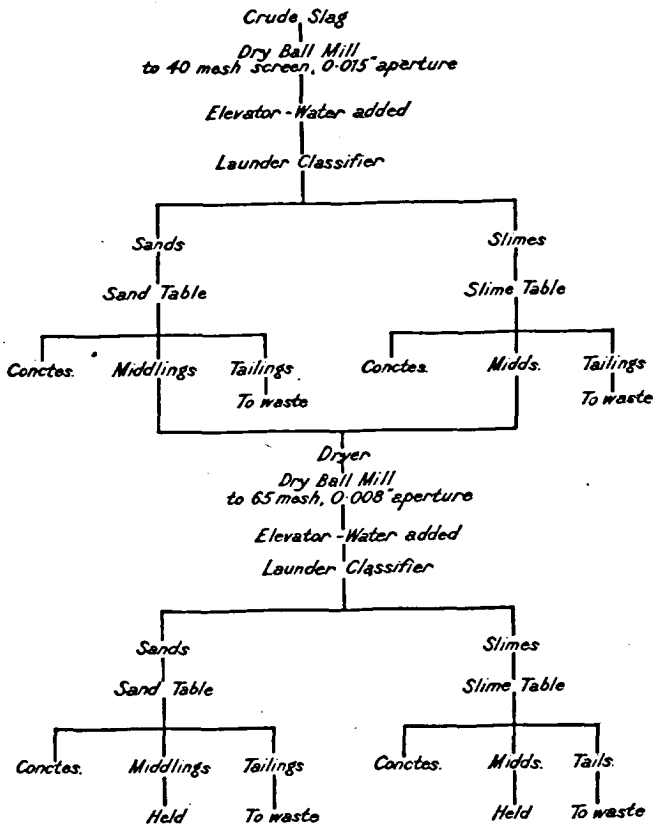 Crude Slag
Dry Ball Mill
to 40 mesh screen, 0·015" aperture
Elevator-Water added
Launder Classifier
Sands
Slimes
Sand Table
Slime Table
Conctes. Middlings Tailings
Conctes. Midds. Tailings
To waste
To waste
Dryer
Dry Ball Mill
to 65 mesh, 0·008" aperture
Elevator-Water added
Launder Classifier
Sands
Slimes
Sand Table
Slime Table
Conctes. Middlings Tailings
Conctes. Midds. Tails.
Held To waste
Held To waste